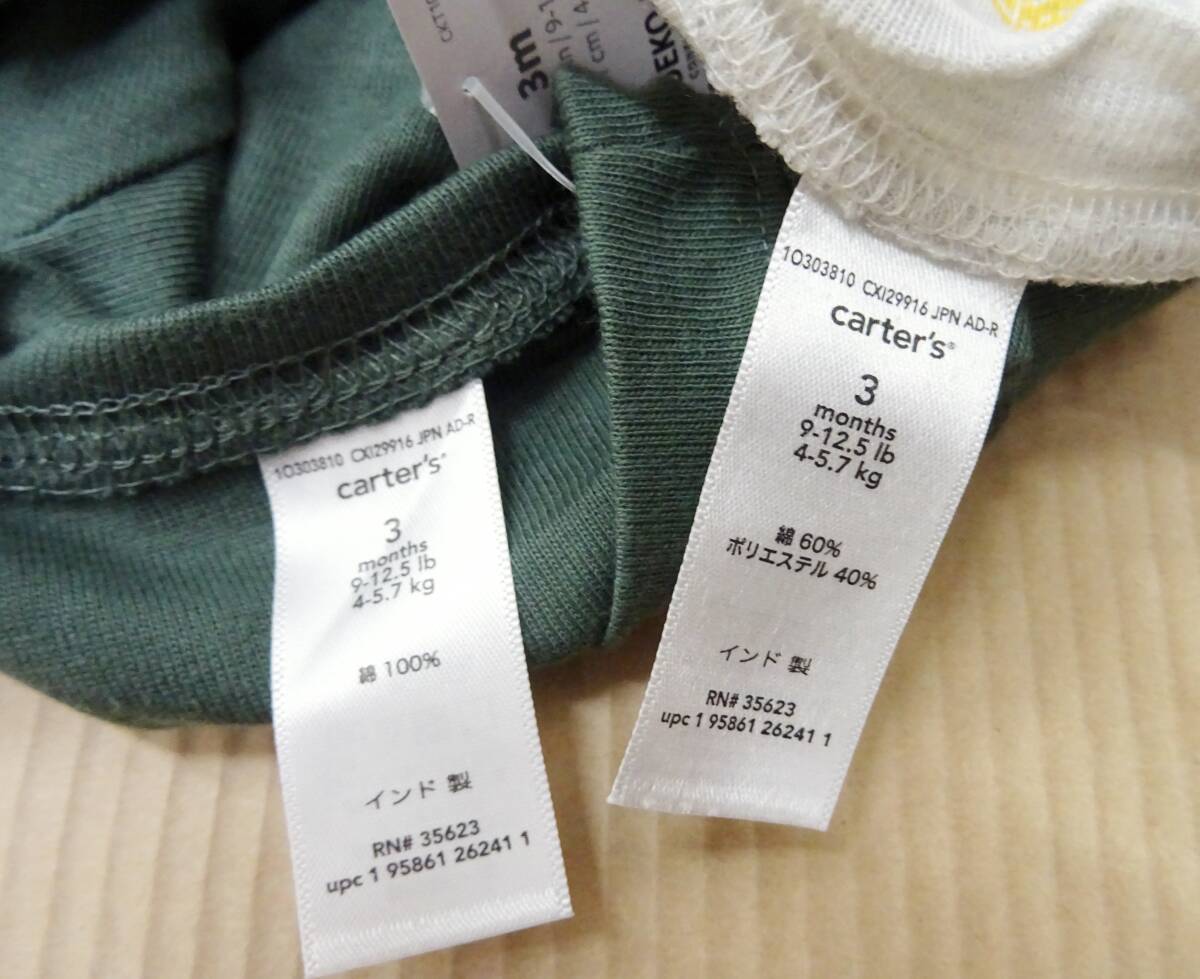 3m
1O303810 CXI29916 JPN AD-R
carter's
3
months
9-12.5 lb
4-5.7 kg
綿 100%
インド 製
RN# 35623
upc 1 95861 26241 1
1O303810 CXI29916 JPN AD-R
carter's®
3
months
9-12.5 lb
4-5.7 kg
綿 60%
ポリエステル 40%
インド 製
RN# 35623
upc 1 95861 26241 1